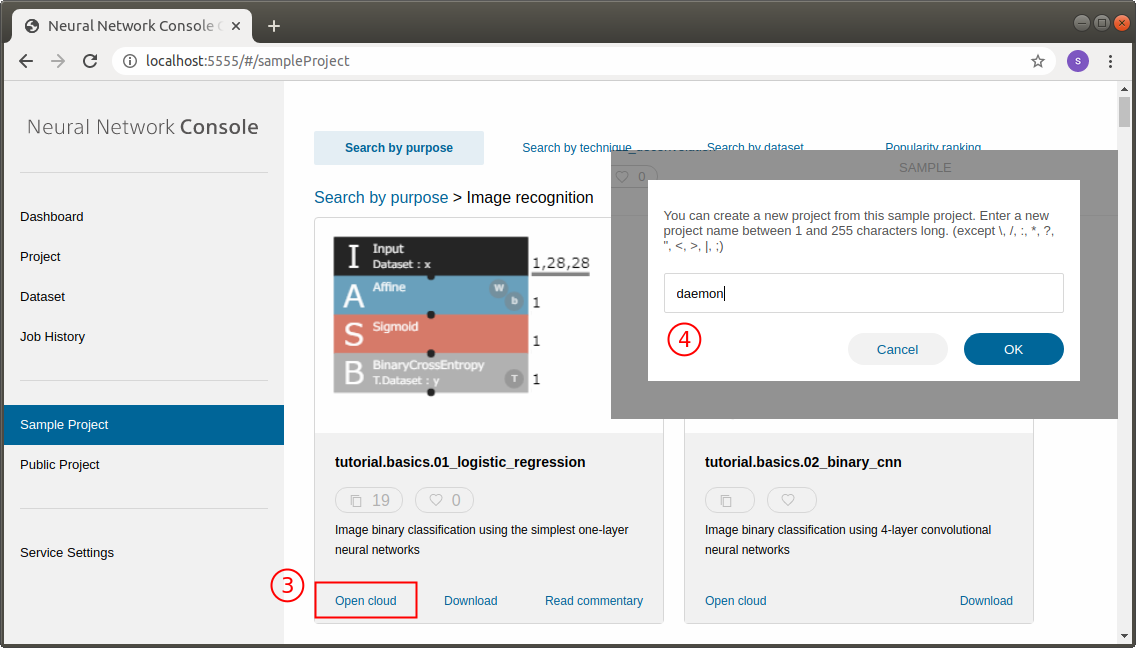 Neural Network Console
localhost:5555/#/sampleProject
S
Neural Network Console
Dashboard
Project
Dataset
Job History
Sample Project
Public Project
Service Settings
Search by purpose
Search by technique
Search by dataset
Popularity ranking
Search by purpose > Image recognition
I Input
Dataset : x
1,28,28
A Affine W b
1
S Sigmoid
1
B BinaryCrossEntropy
T.Dataset : y T
1
tutorial.basics.01_logistic_regression
19 0
Image binary classification using the simplest one-layer
neural networks
3
Open cloud Download Read commentary
0
SAMPLE
You can create a new project from this sample project. Enter a new
project name between 1 and 255 characters long. (except \, /, :, *, ?,
", <, >, |, ;)
daemon
4
Cancel OK
tutorial.basics.02_binary_cnn
Image binary classification using 4-layer convolutional
neural networks
Open cloud Download